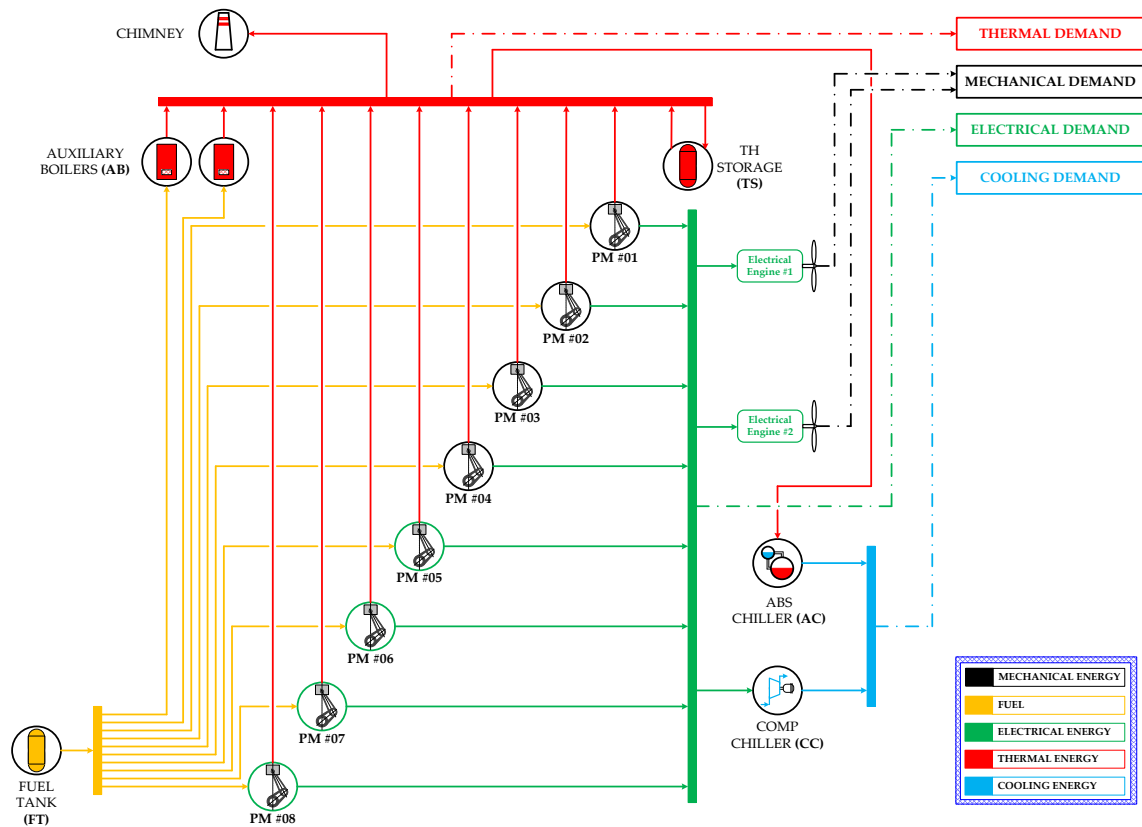 CHIMNEY
THERMAL DEMAND
MECHANICAL DEMAND
ELECTRICAL DEMAND
COOLING DEMAND
AUXILIARY
BOILERS (AB)
TH
STORAGE
(TS)
PM #01
Electrical
Engine #1
PM #02
PM #03
Electrical
Engine #2
PM #04
PM #05
ABS
CHILLER (AC)
PM #06
PM #07
COMP
CHILLER (CC)
FUEL
TANK
(FT)
PM #08
MECHANICAL ENERGY
FUEL
ELECTRICAL ENERGY
THERMAL ENERGY
COOLING ENERGY